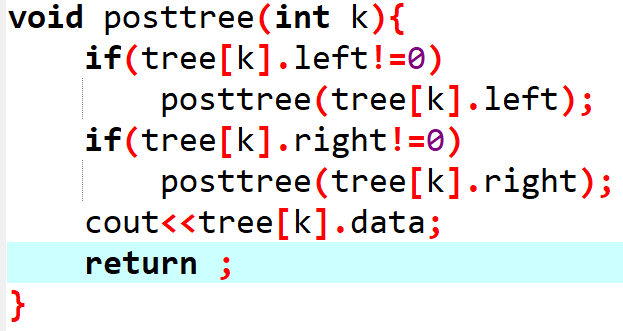 void posttree(int k){
    if(tree[k].left!=0)
        posttree(tree[k].left);
    if(tree[k].right!=0)
        posttree(tree[k].right);
    cout<<tree[k].data;
    return ;
}